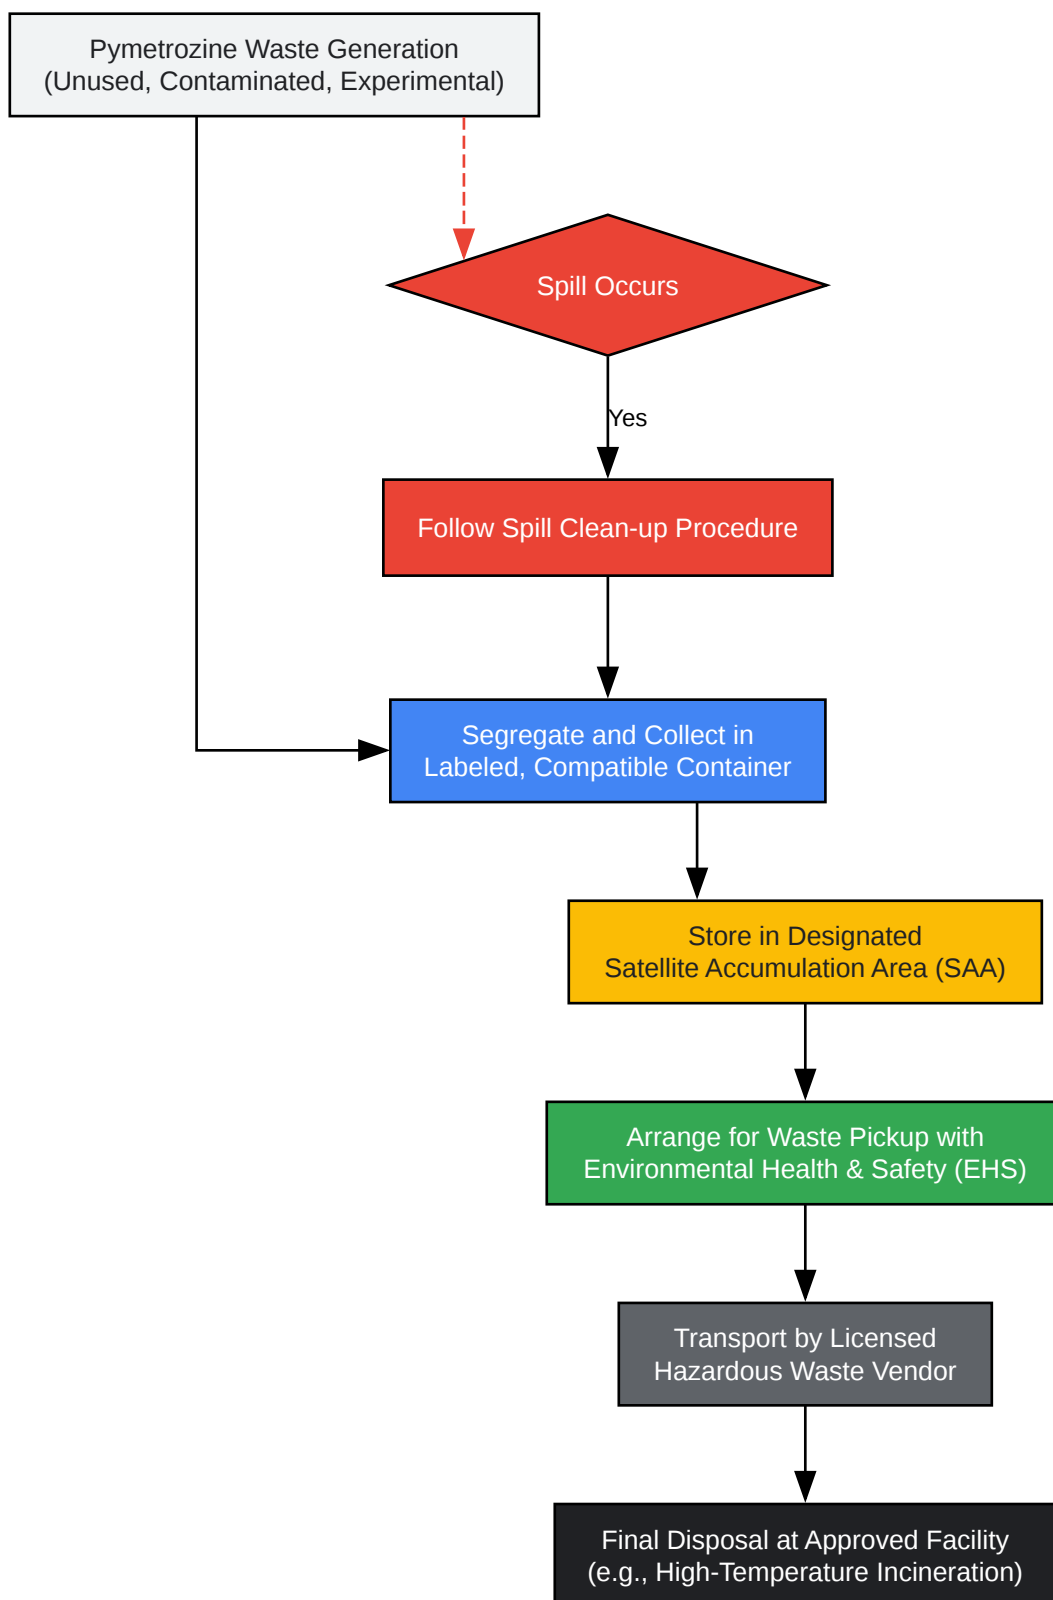 Pymetrozine Waste Generation
(Unused, Contaminated, Experimental)
Spill Occurs
Yes
Follow Spill Clean-up Procedure
Segregate and Collect in
Labeled, Compatible Container
Store in Designated
Satellite Accumulation Area (SAA)
Arrange for Waste Pickup with
Environmental Health & Safety (EHS)
Transport by Licensed
Hazardous Waste Vendor
Final Disposal at Approved Facility
(e.g., High-Temperature Incineration)